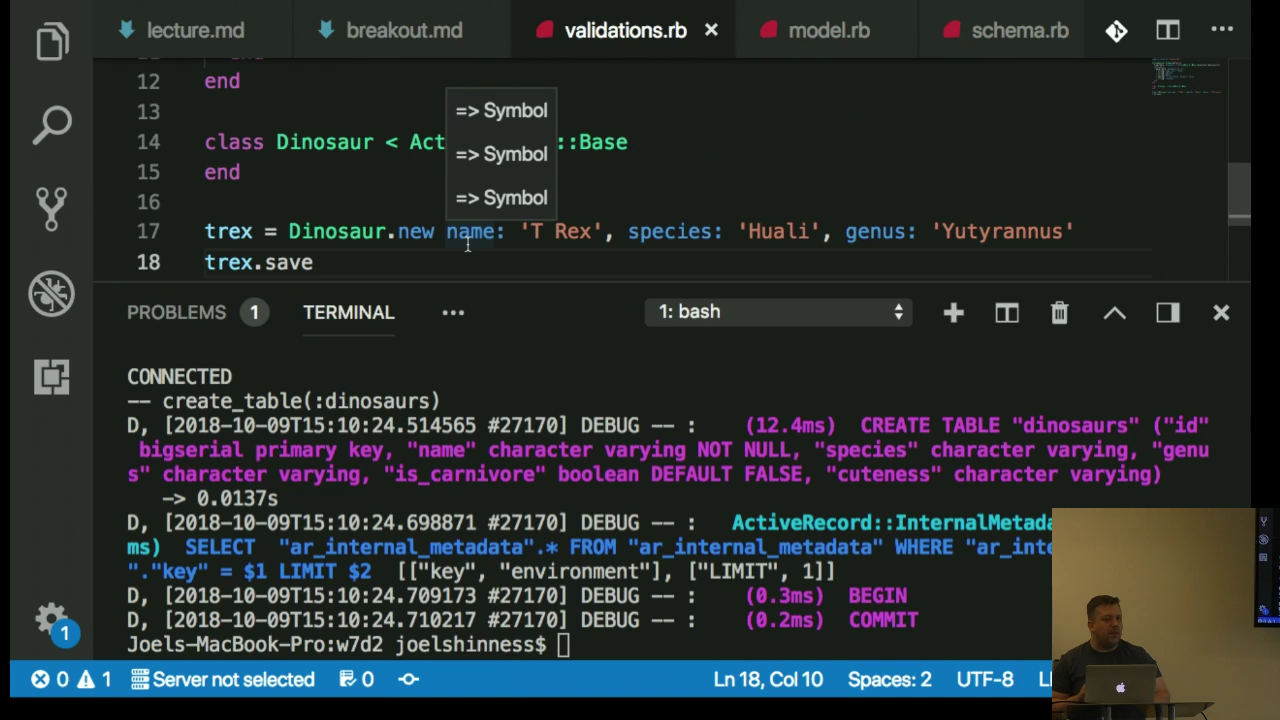 lecture.md breakout.md validations.rb model.rb schema.rb
12 end
13
14 class Dinosaur < Act ::Base
15 end
16
17 trex = Dinosaur.new name: 'T Rex', species: 'Huali', genus: 'Yutyrannus'
18 trex.save
=> Symbol
=> Symbol
=> Symbol
PROBLEMS 1 TERMINAL 1: bash
CONNECTED
-- create_table(:dinosaurs)
D, [2018-10-09T15:10:24.514565 #27170] DEBUG -- : (12.4ms) CREATE TABLE "dinosaurs" ("id"
bigserial primary key, "name" character varying NOT NULL, "species" character varying, "genu
s" character varying, "is_carnivore" boolean DEFAULT FALSE, "cuteness" character varying)
-> 0.0137s
D, [2018-10-09T15:10:24.698871 #27170] DEBUG -- : ActiveRecord::InternalMetada
ms) SELECT "ar_internal_metadata".* FROM "ar_internal_metadata" WHERE "ar_inte
"."key" = $1 LIMIT $2 [["key", "environment"], ["LIMIT", 1]]
D, [2018-10-09T15:10:24.709173 #27170] DEBUG -- : (0.3ms) BEGIN
D, [2018-10-09T15:10:24.710217 #27170] DEBUG -- : (0.2ms) COMMIT
Joels-MacBook-Pro:w7d2 joelshinness$
1
0 1 Server not selected 0 Ln 18, Col 10 Spaces: 2 UTF-8 L